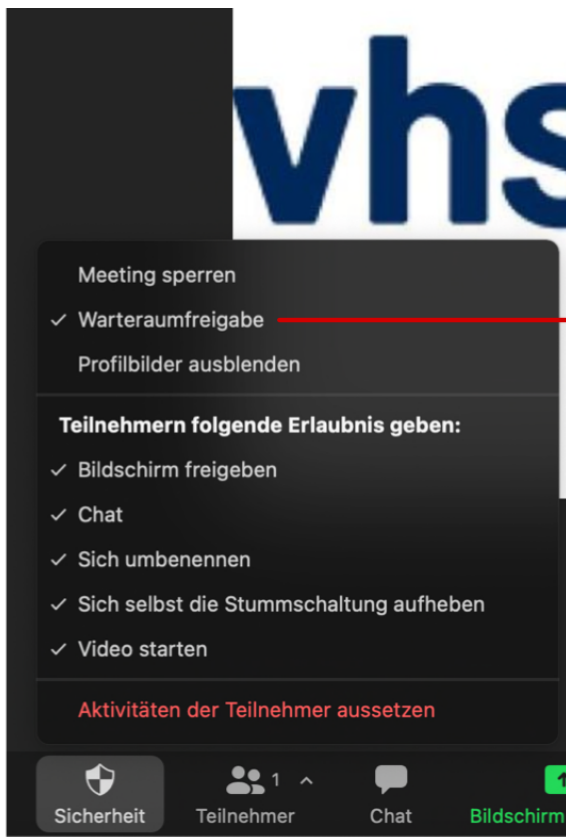 vhs
Meeting sperren
✓ Warteraumfreigabe
Profilbilder ausblenden
Teilnehmern folgende Erlaubnis geben:
✓ Bildschirm freigeben
✓ Chat
✓ Sich umbenennen
✓ Sich selbst die Stummschaltung aufheben
✓ Video starten
Aktivitäten der Teilnehmer aussetzen
1
Sicherheit Teilnehmer Chat Bildschirm